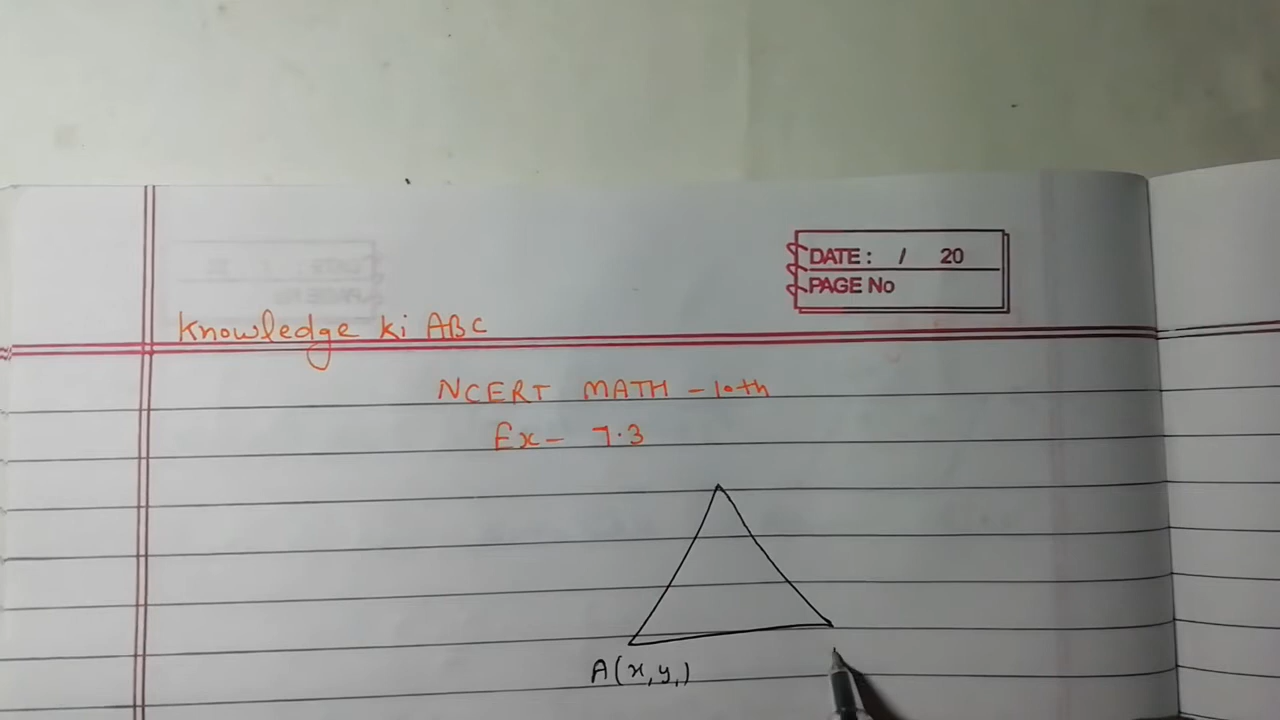 DATE : / 20
PAGE No
Knowledge ki ABC
NCERT MATH - 10th
Ex - 7.3
A(x, y,)